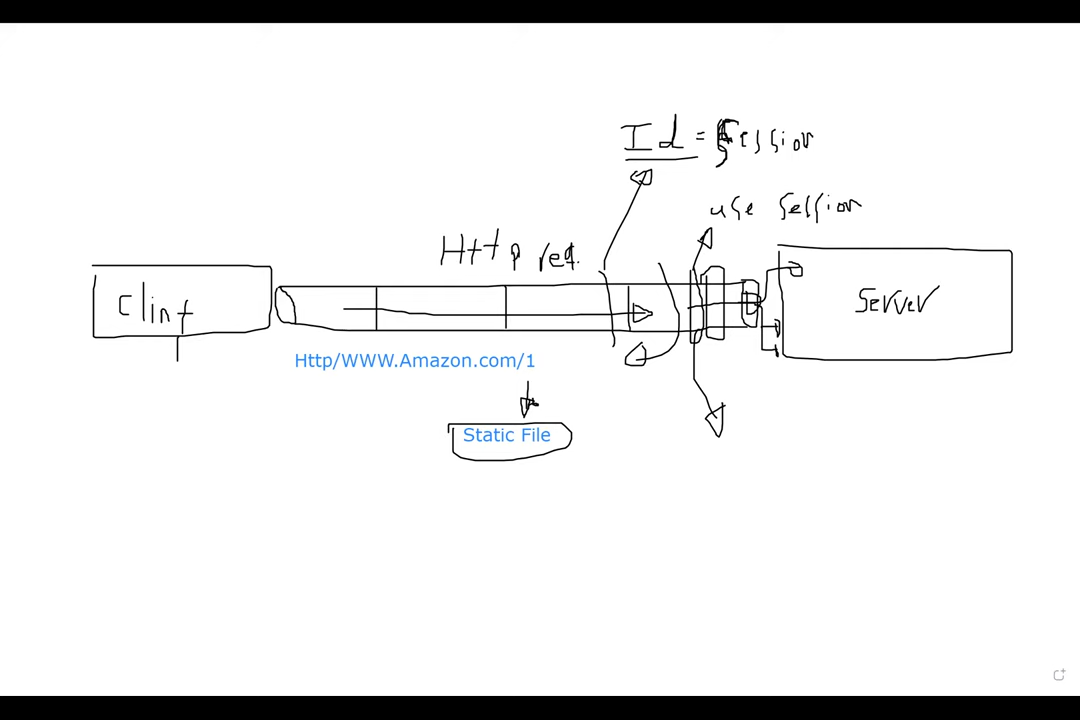 Id = Session
use session
Http req.
Clint
Server
Http/WWW.Amazon.com/1
Static File